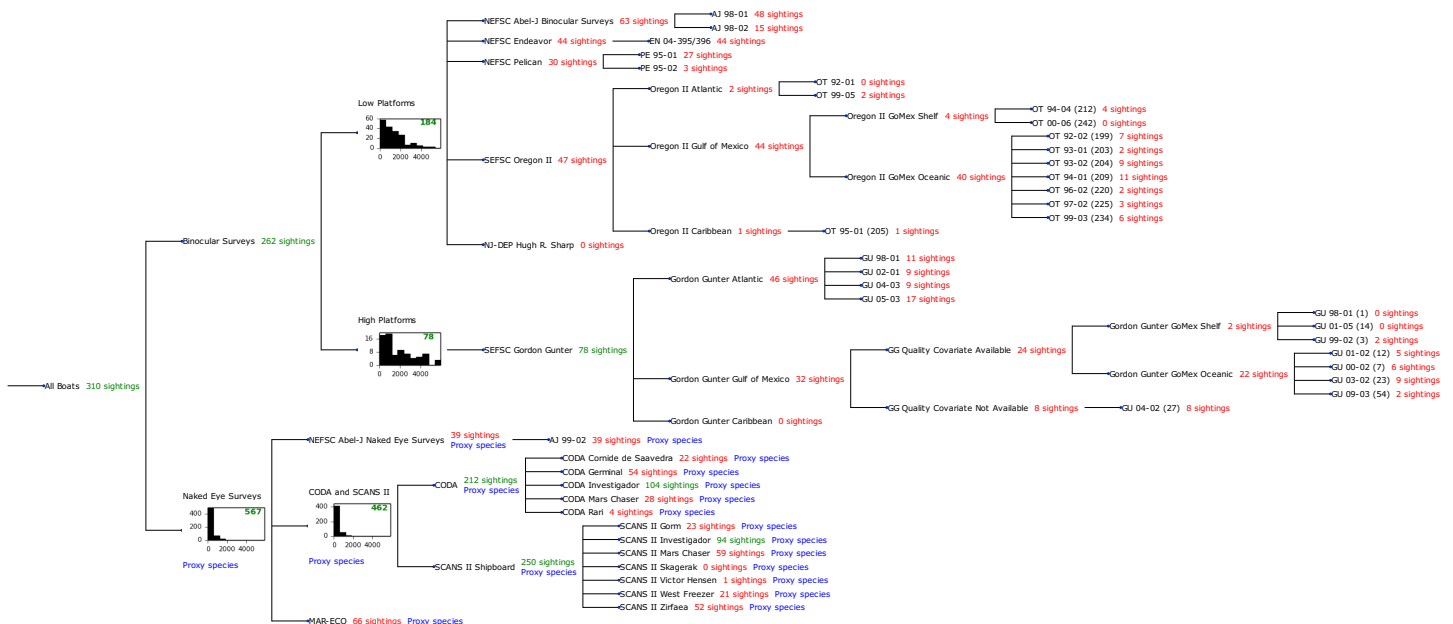 NEFSC Abel-J Binocular Surveys 63 sightings
AJ 98-01 48 sightings
AJ 98-02 15 sightings
NEFSC Endeavor 44 sightings
EN 04-395/396 44 sightings
NEFSC Pelican 30 sightings
PE 95-01 27 sightings
PE 95-02 3 sightings
Low Platforms
184
60
40
20
0
0 2000 4000
SEFSC Oregon II 47 sightings
Oregon II Atlantic 2 sightings
OT 92-01 0 sightings
OT 99-05 2 sightings
Oregon II Gulf of Mexico 44 sightings
Oregon II GoMex Shelf 4 sightings
OT 94-04 (212) 4 sightings
OT 00-06 (242) 0 sightings
Oregon II GoMex Oceanic 40 sightings
OT 92-02 (199) 7 sightings
OT 93-01 (203) 2 sightings
OT 93-02 (204) 9 sightings
OT 94-01 (209) 11 sightings
OT 96-02 (220) 2 sightings
OT 97-02 (225) 3 sightings
OT 99-03 (234) 6 sightings
Oregon II Caribbean 1 sightings
OT 95-01 (205) 1 sightings
NJ-DEP Hugh R. Sharp 0 sightings
Binocular Surveys 262 sightings
High Platforms
78
16
8
0
0 2000 4000
SEFSC Gordon Gunter 78 sightings
Gordon Gunter Atlantic 46 sightings
GU 98-01 11 sightings
GU 02-01 9 sightings
GU 04-03 9 sightings
GU 05-03 17 sightings
Gordon Gunter Gulf of Mexico 32 sightings
GG Quality Covariate Available 24 sightings
Gordon Gunter GoMex Shelf 2 sightings
GU 98-01 (1) 0 sightings
GU 01-05 (14) 0 sightings
GU 99-02 (3) 2 sightings
Gordon Gunter GoMex Oceanic 22 sightings
GU 01-02 (12) 5 sightings
GU 00-02 (7) 6 sightings
GU 03-02 (23) 9 sightings
GU 09-03 (54) 2 sightings
GG Quality Covariate Not Available 8 sightings
GU 04-02 (27) 8 sightings
Gordon Gunter Caribbean 0 sightings
All Boats 310 sightings
NEFSC Abel-J Naked Eye Surveys 39 sightings
Proxy species
AJ 99-02 39 sightings Proxy species
Naked Eye Surveys
567
400
200
0
0 2000 4000
Proxy species
CODA and SCANS II
462
400
200
0
0 2000 4000
Proxy species
CODA 212 sightings
Proxy species
CODA Cornide de Saavedra 22 sightings Proxy species
CODA Germinal 54 sightings Proxy species
CODA Investigador 104 sightings Proxy species
CODA Mars Chaser 28 sightings Proxy species
CODA Rari 4 sightings Proxy species
SCANS II Shipboard 250 sightings
Proxy species
SCANS II Gorm 23 sightings Proxy species
SCANS II Investigador 94 sightings Proxy species
SCANS II Mars Chaser 59 sightings Proxy species
SCANS II Skagerak 0 sightings Proxy species
SCANS II Victor Hensen 1 sightings Proxy species
SCANS II West Freezer 21 sightings Proxy species
SCANS II Zirfaea 52 sightings Proxy species
MAR-ECO 66 sightings Proxy species